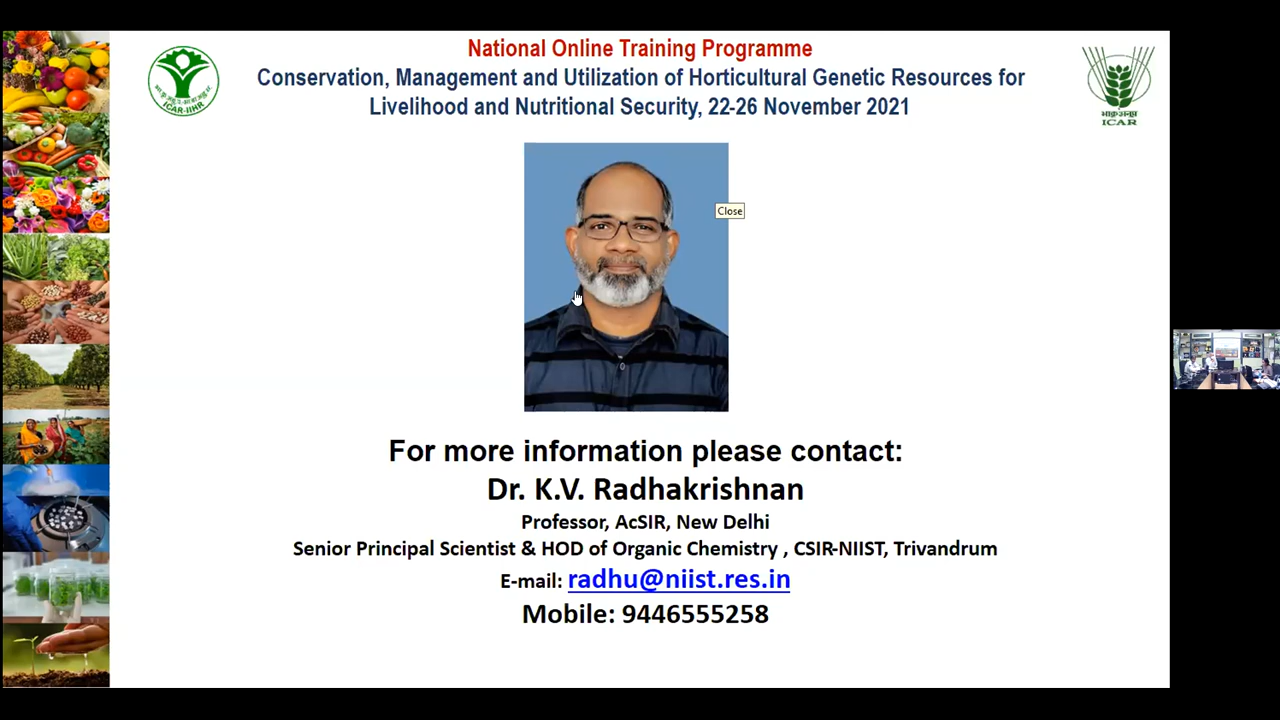 National Online Training Programme
Conservation, Management and Utilization of Horticultural Genetic Resources for
Livelihood and Nutritional Security, 22-26 November 2021
ICAR-IIHR
ICAR
Close
For more information please contact:
Dr. K.V. Radhakrishnan
Professor, AcSIR, New Delhi
Senior Principal Scientist & HOD of Organic Chemistry , CSIR-NIIST, Trivandrum
E-mail: radhu@niist.res.in
Mobile: 9446555258